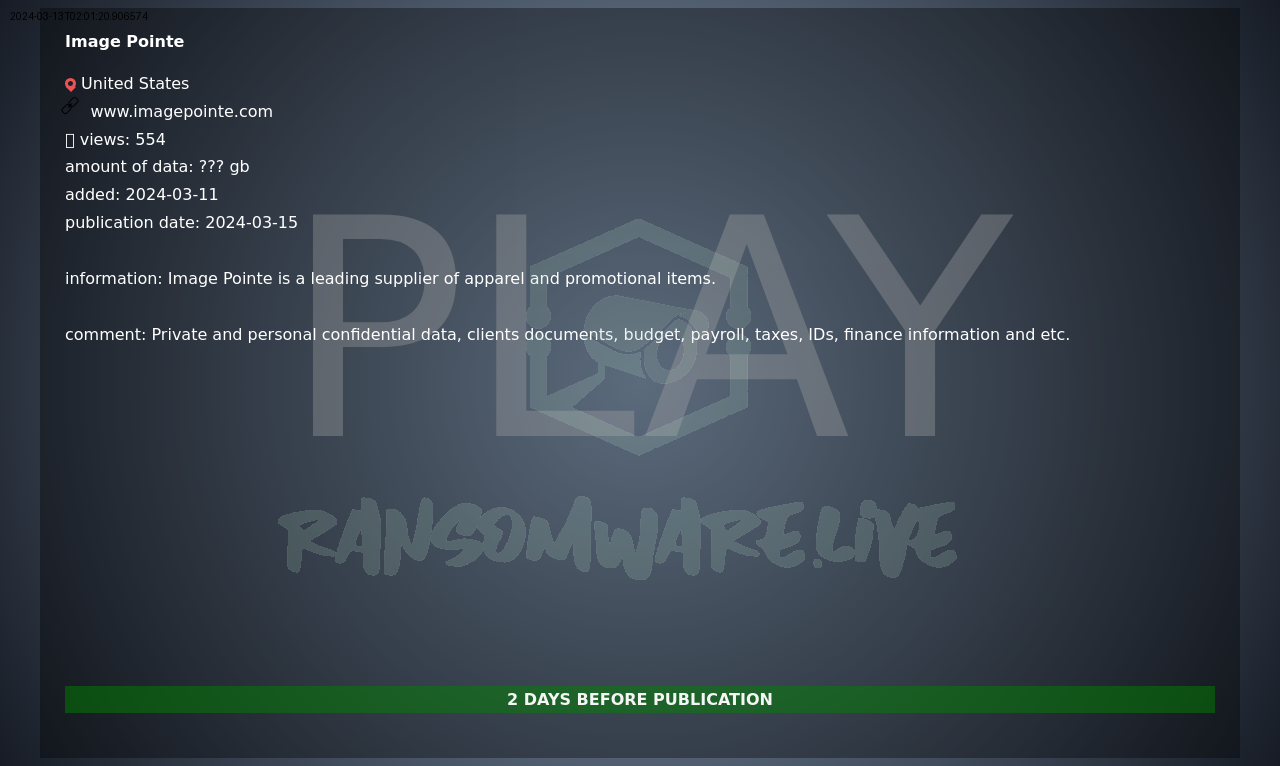 2024-03-13T02:01:20.906574
Image Pointe
United States
www.imagepointe.com
views: 554
amount of data: ??? gb
added: 2024-03-11
publication date: 2024-03-15
information: Image Pointe is a leading supplier of apparel and promotional items.
comment: Private and personal confidential data, clients documents, budget, payroll, taxes, IDs, finance information and etc.
PLAY
RANSOMWARE.LIVE
2 DAYS BEFORE PUBLICATION